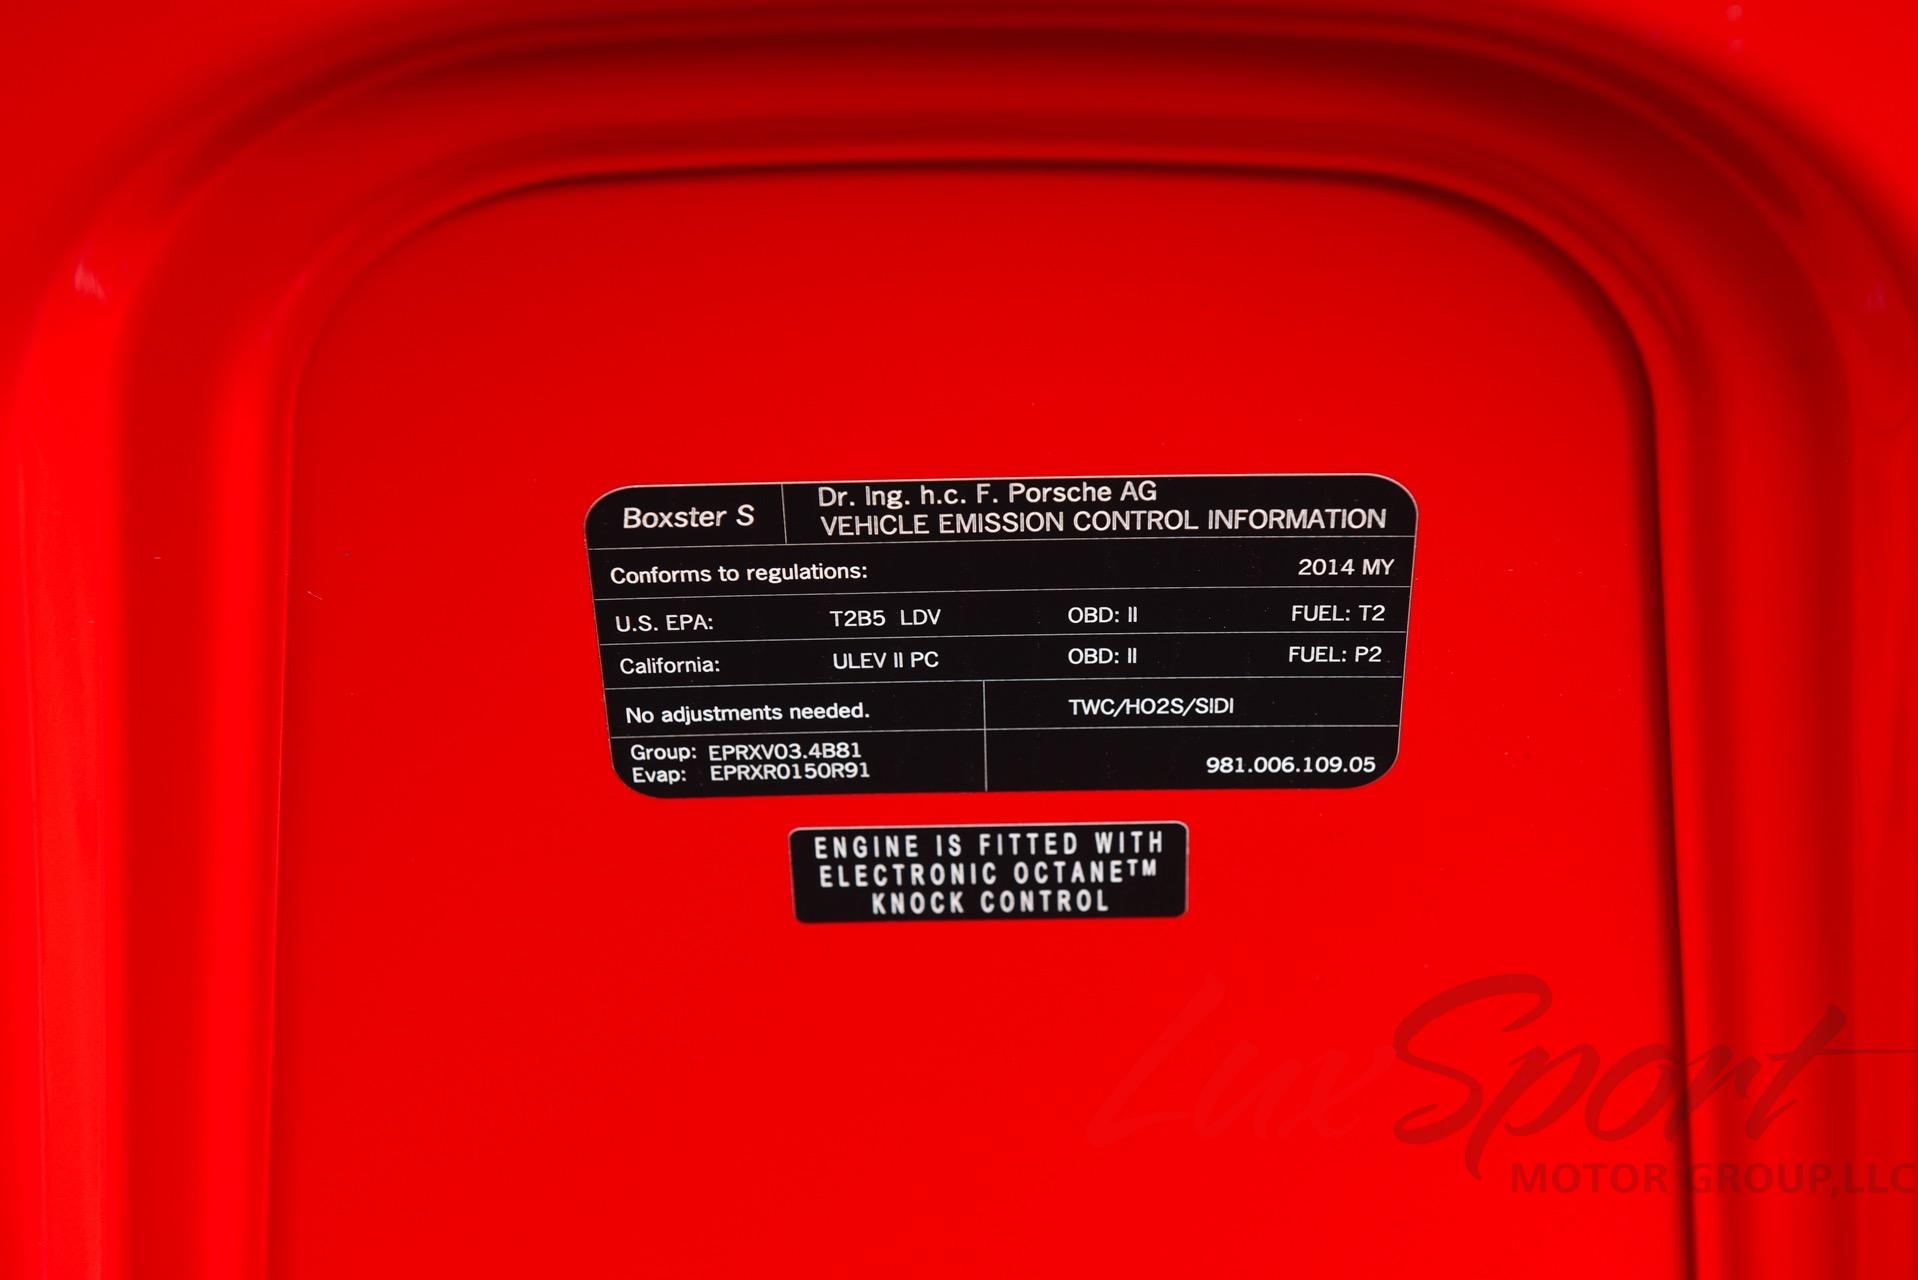 Boxster S
Dr. Ing. h.c. F. Porsche AG
VEHICLE EMISSION CONTROL INFORMATION
Conforms to regulations: 2014 MY
U.S. EPA: T2B5 LDV OBD: II FUEL: T2
California: ULEV II PC OBD: II FUEL: P2
No adjustments needed. TWC/HO2S/SIDI
Group: EPRXV03.4B81
Evap: EPRXR0150R91
981.006.109.05
ENGINE IS FITTED WITH
ELECTRONIC OCTANE™
KNOCK CONTROL
LuxSport
MOTOR GROUP,LLC